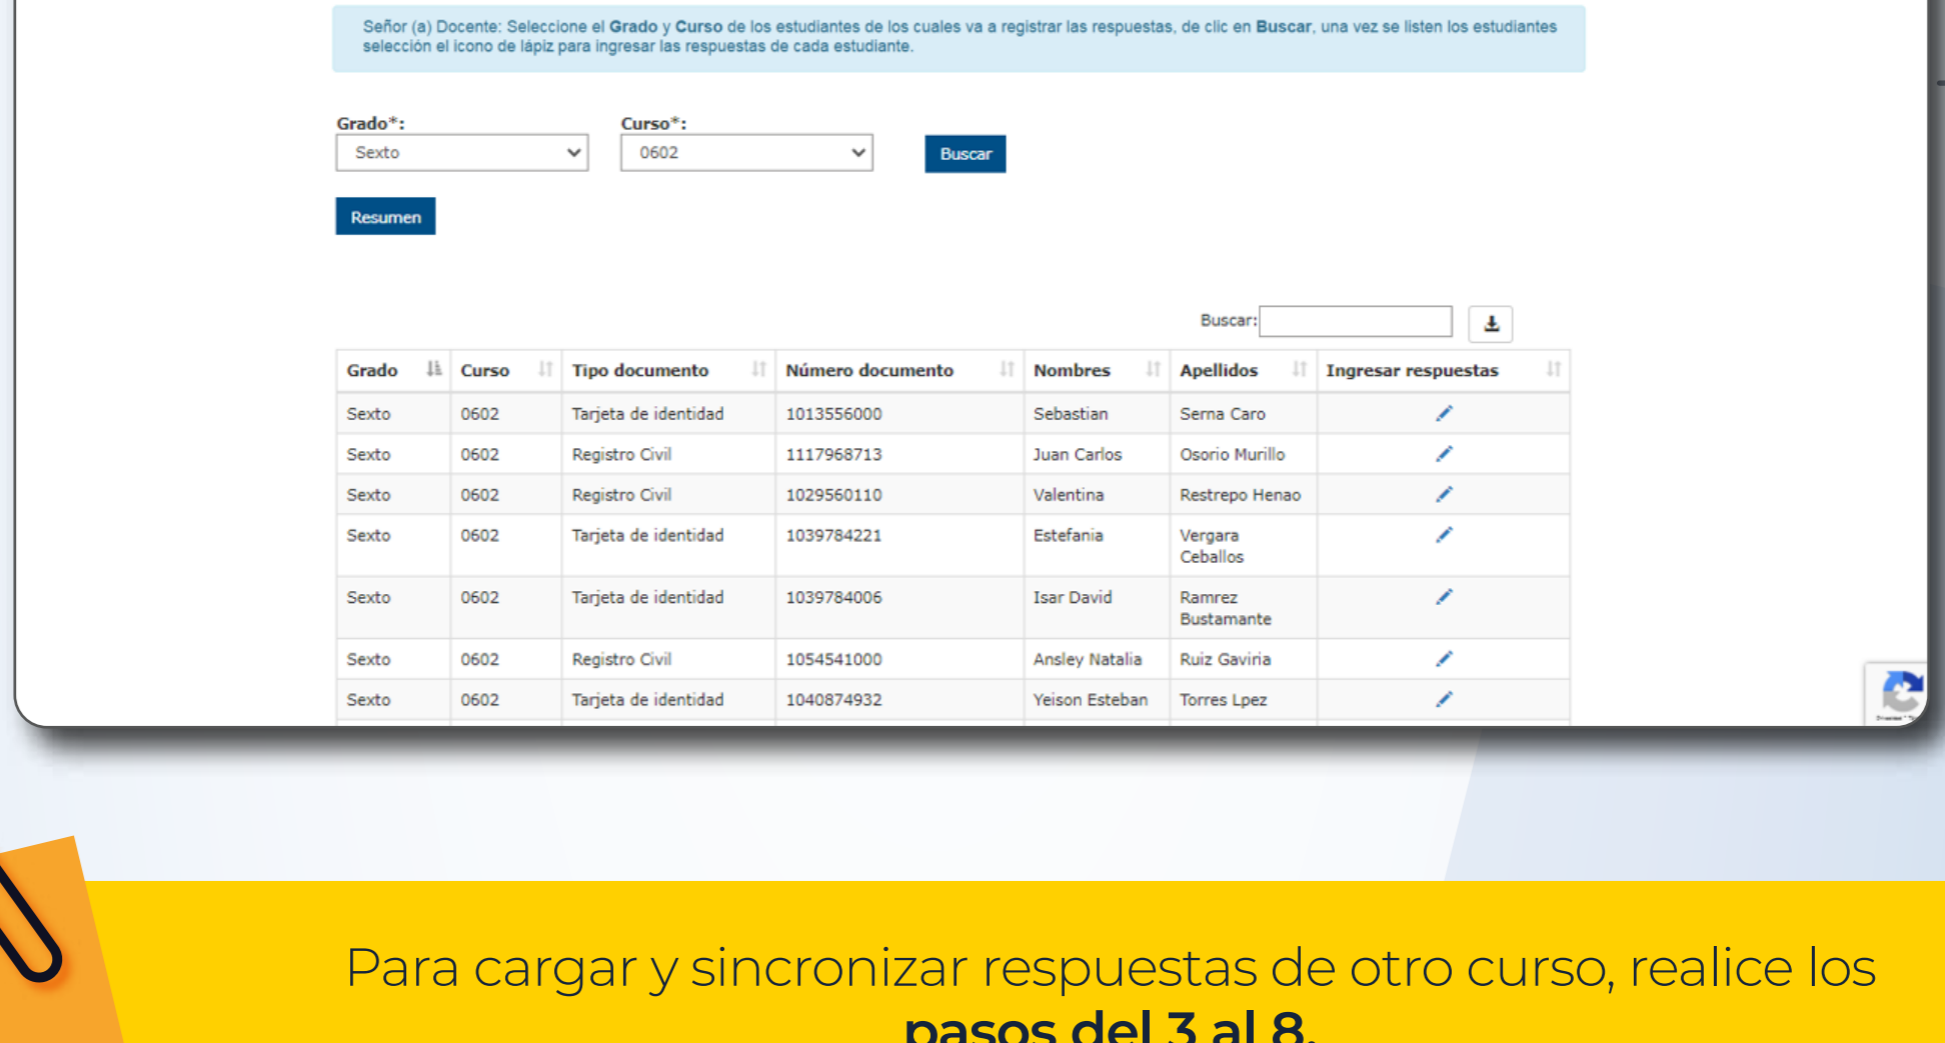 Señor (a) Docente: Seleccione el Grado y Curso de los estudiantes de los cuales va a registrar las respuestas, de clic en Buscar, una vez se listen los estudiantes
selección el icono de lápiz para ingresar las respuestas de cada estudiante.
Grado*: Curso*:
Sexto 0602 Buscar
Resumen
Buscar:
Grado Curso Tipo documento Número documento Nombres Apellidos Ingresar respuestas
Sexto 0602 Tarjeta de identidad 1013556000 Sebastian Serna Caro
Sexto 0602 Registro Civil 1117968713 Juan Carlos Osorio Murillo
Sexto 0602 Registro Civil 1029560110 Valentina Restrepo Henao
Sexto 0602 Tarjeta de identidad 1039784221 Estefania Vergara
Ceballos
Sexto 0602 Tarjeta de identidad 1039784006 Isar David Ramrez
Bustamante
Sexto 0602 Registro Civil 1054541000 Ansley Natalia Ruiz Gaviria
Sexto 0602 Tarjeta de identidad 1040874932 Yeison Esteban Torres Lpez
Para cargar y sincronizar respuestas de otro curso, realice los
pasos del 3 al 8.